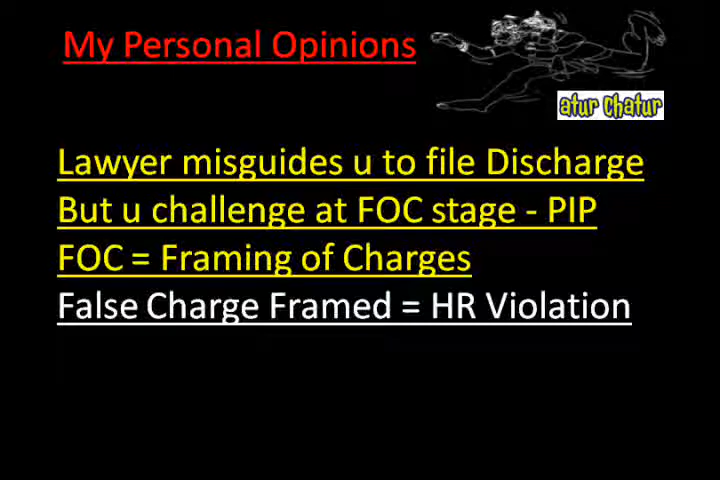 My Personal Opinions
atur chatur
Lawyer misguides u to file Discharge
But u challenge at FOC stage - PIP
FOC = Framing of Charges
False Charge Framed = HR Violation